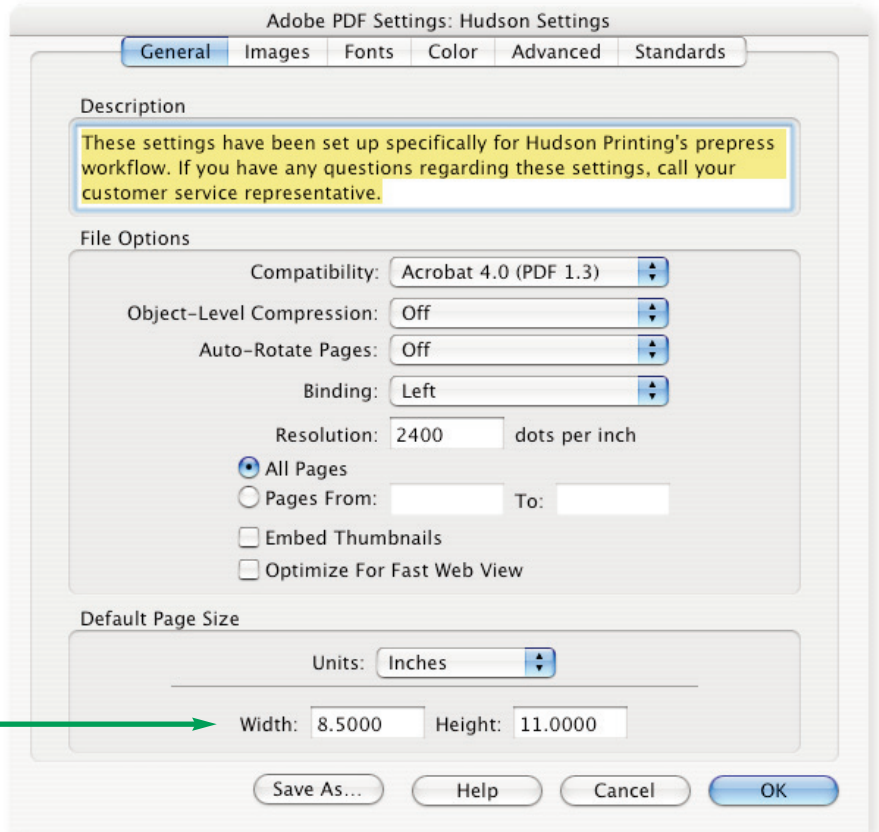 Adobe PDF Settings: Hudson Settings
General Images Fonts Color Advanced Standards
Description
These settings have been set up specifically for Hudson Printing's prepress
workflow. If you have any questions regarding these settings, call your
customer service representative.
File Options
Compatibility: Acrobat 4.0 (PDF 1.3)
Object-Level Compression: Off
Auto-Rotate Pages: Off
Binding: Left
Resolution: 2400 dots per inch
All Pages
Pages From: To:
Embed Thumbnails
Optimize For Fast Web View
Default Page Size
Units: Inches
Width: 8.5000 Height: 11.0000
Save As... Help Cancel OK